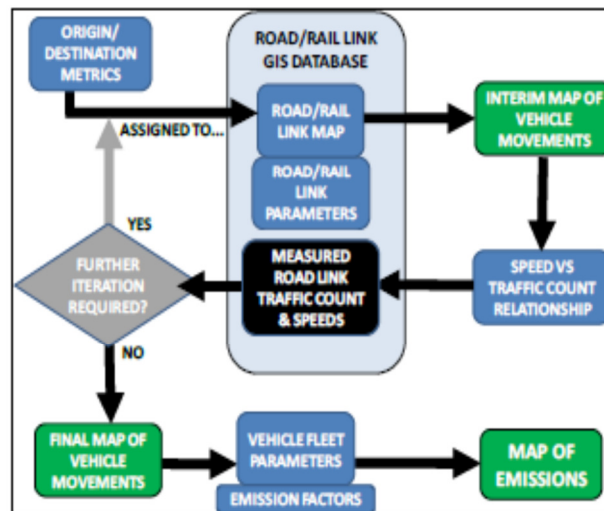 ORIGIN/
DESTINATION
METRICS
ROAD/RAIL LINK
GIS DATABASE
ASSIGNED TO...
ROAD/RAIL
LINK MAP
INTERIM MAP OF
VEHICLE
MOVEMENTS
ROAD/RAIL
LINK
PARAMETERS
YES
FURTHER
ITERATION
REQUIRED?
MEASURED
ROAD LINK
TRAFFIC COUNT
& SPEEDS
SPEED VS
TRAFFIC COUNT
RELATIONSHIP
NO
FINAL MAP OF
VEHICLE
MOVEMENTS
VEHICLE FLEET
PARAMETERS
EMISSION FACTORS
MAP OF
EMISSIONS